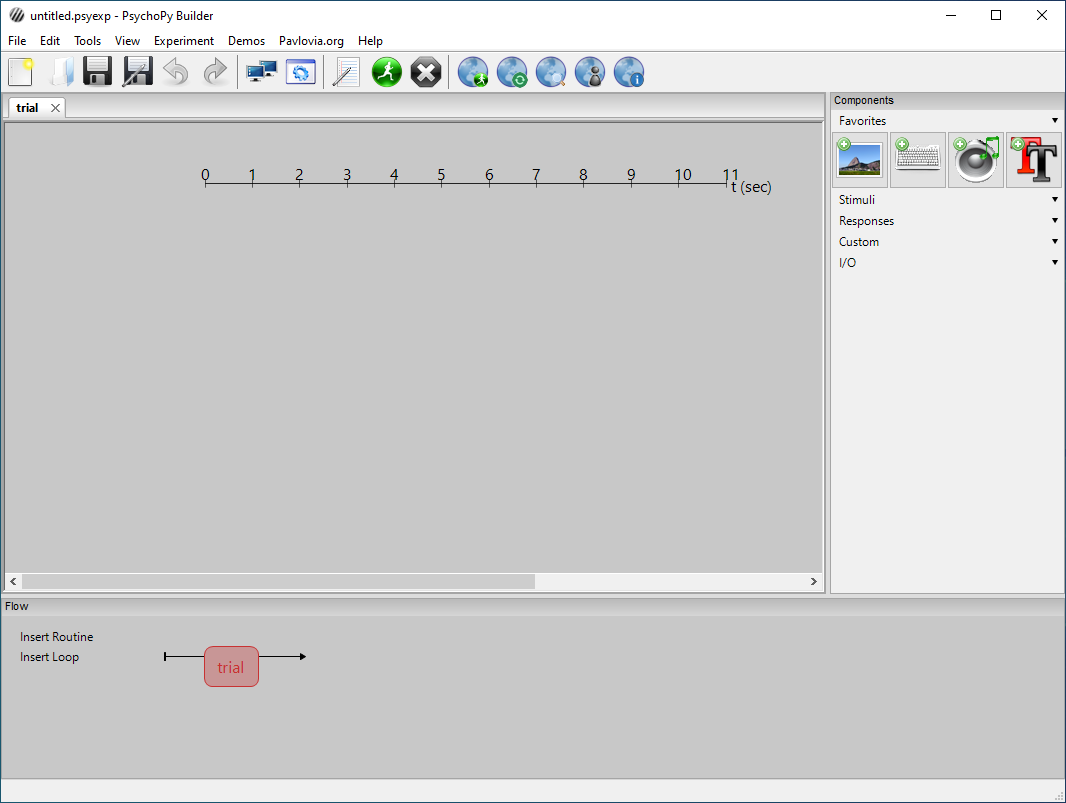 untitled.psyexp - PsychoPy Builder
File Edit Tools View Experiment Demos Pavlovia.org Help
trial
0 1 2 3 4 5 6 7 8 9 10 11
t (sec)
Components
Favorites
TT
Stimuli
Responses
Custom
I/O
Flow
Insert Routine
Insert Loop
trial